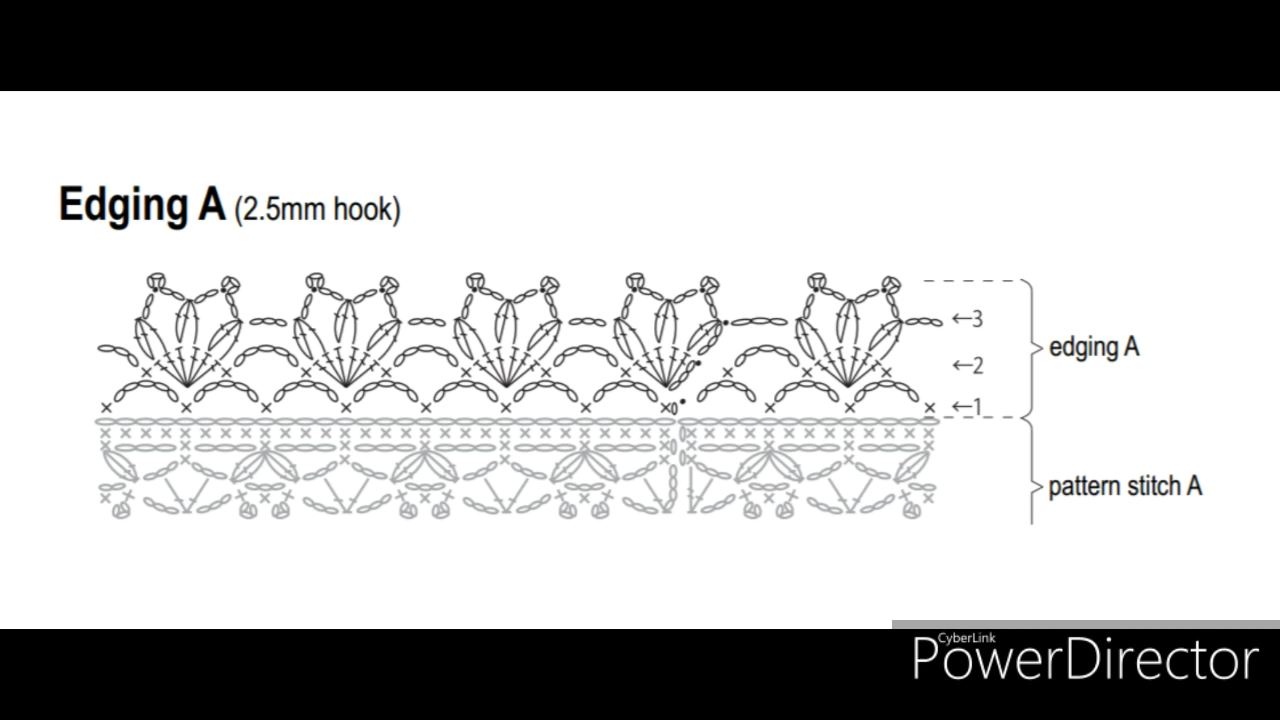 Edging A (2.5mm hook)
←3
edging A
←2
←1
pattern stitch A
CyberLink
PowerDirector